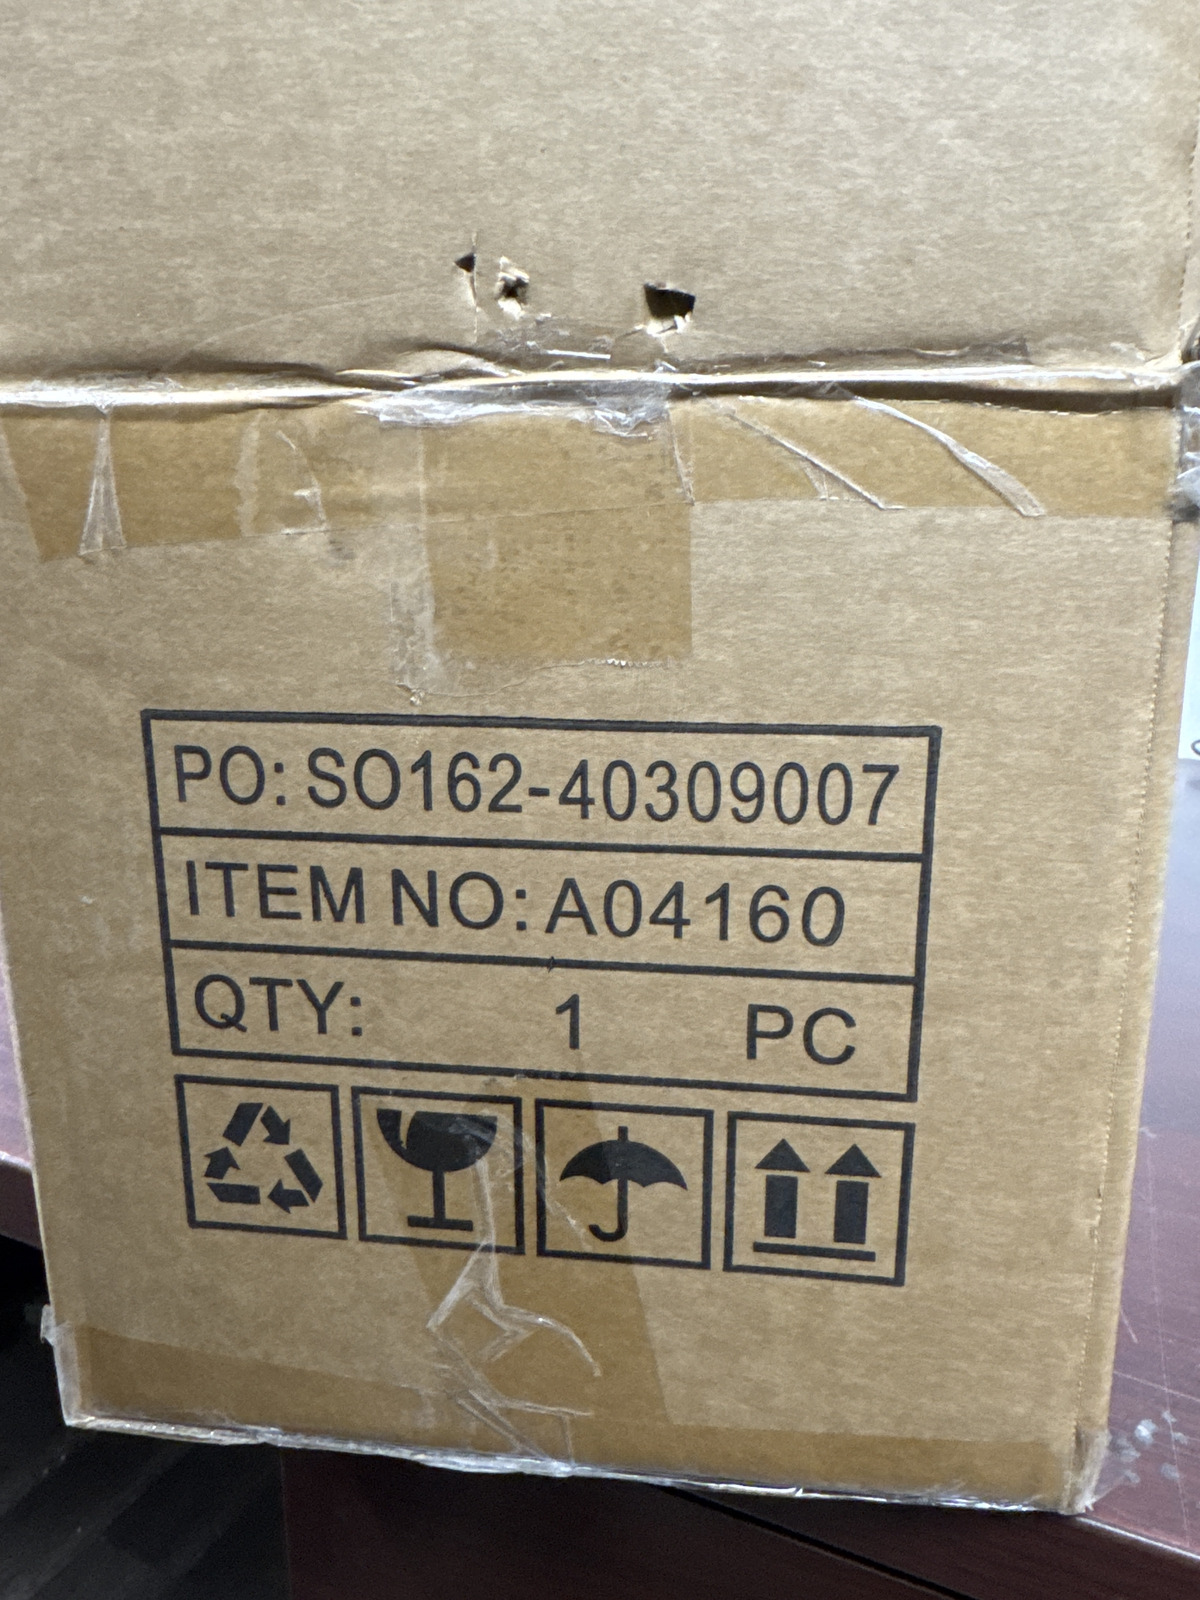 PO: SO162-40309007
ITEM NO: A04160
QTY: 1 PC